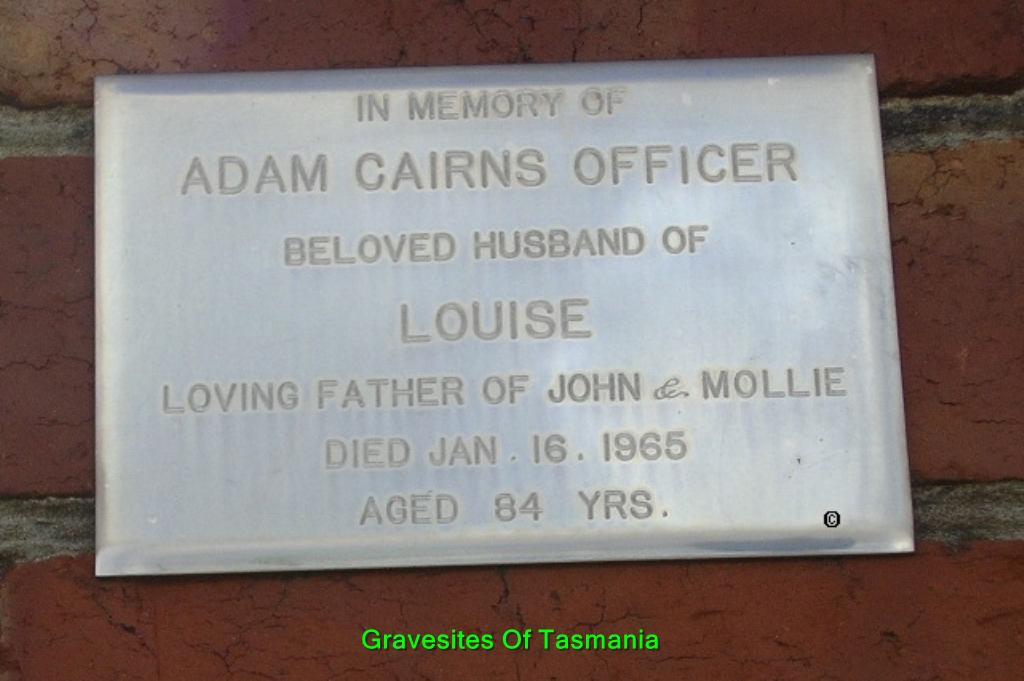 IN MEMORY OF
ADAM CAIRNS OFFICER
BELOVED HUSBAND OF
LOUISE
LOVING FATHER OF JOHN & MOLLIE
DIED JAN. 16. 1965
AGED 84 YRS.
©
Gravesites Of Tasmania